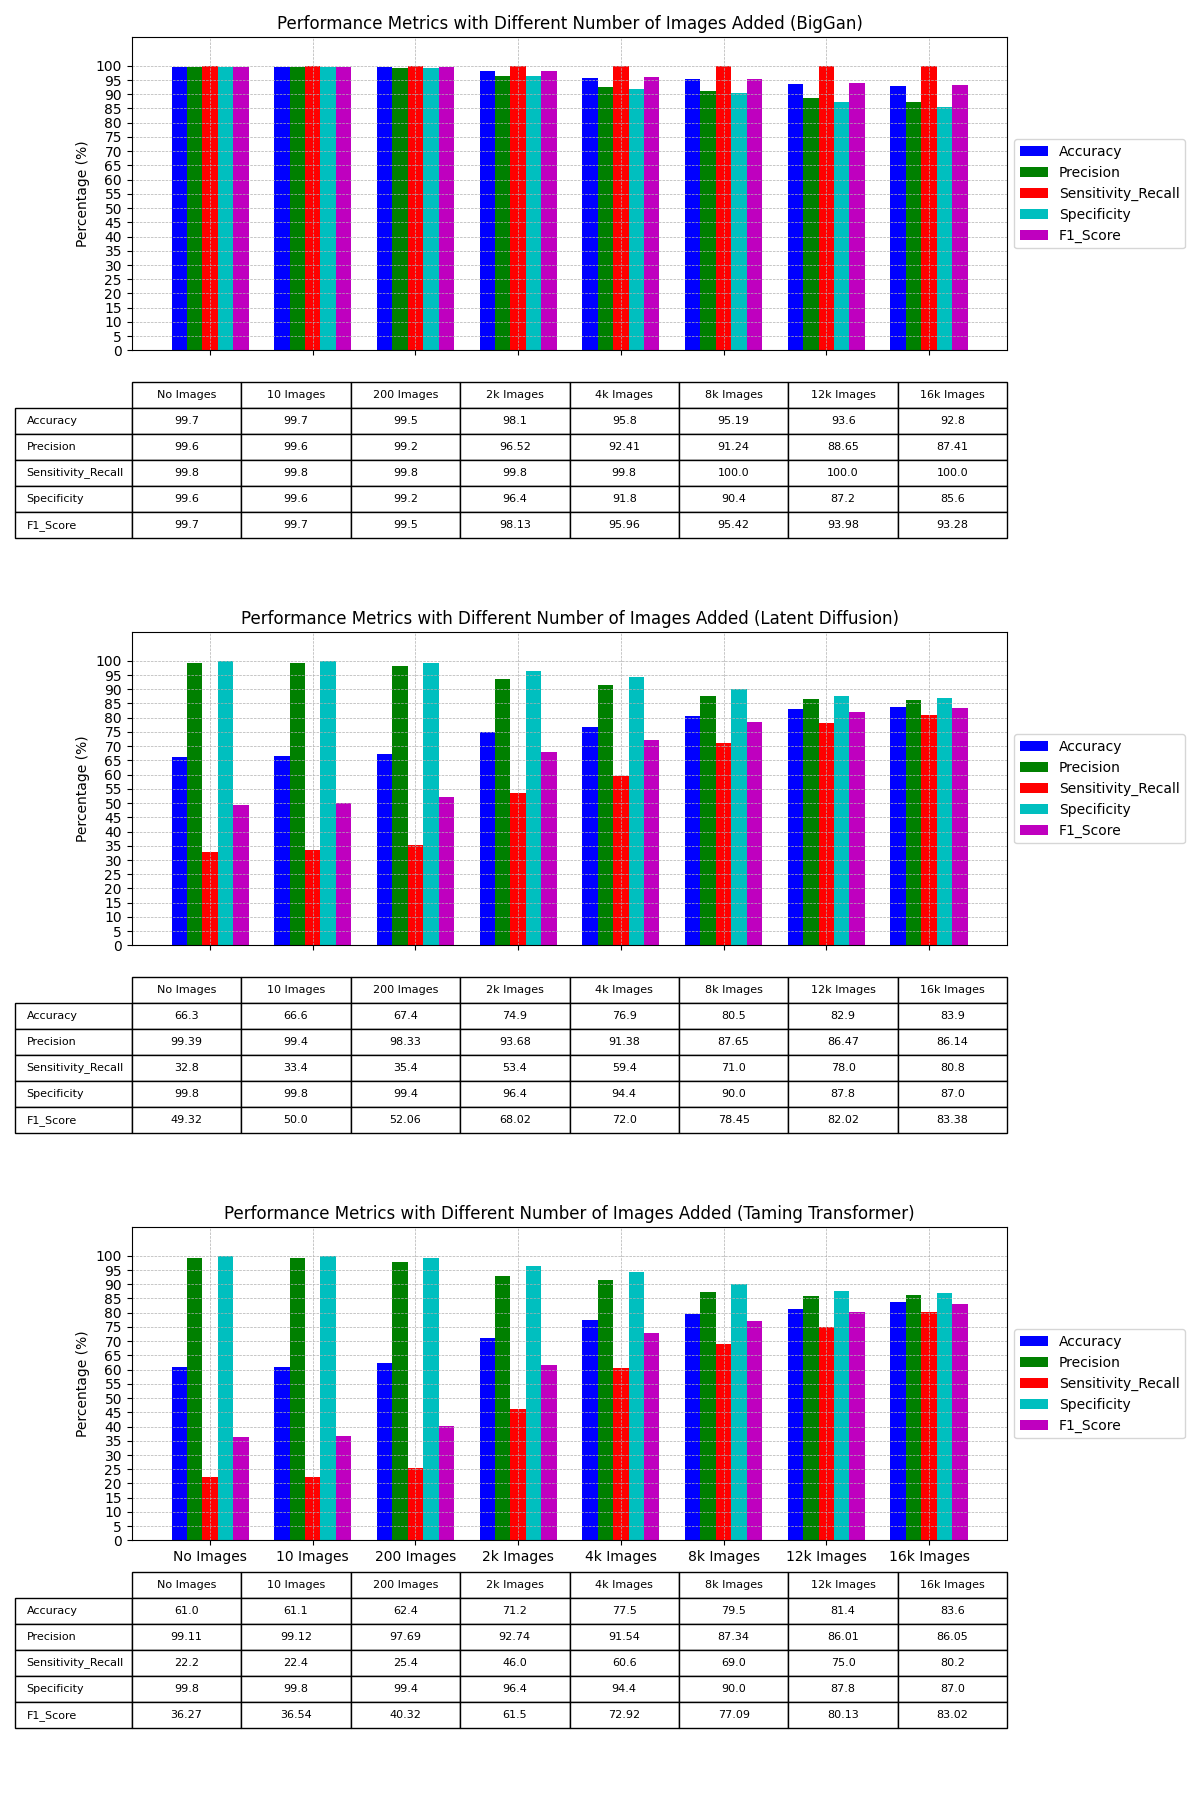 Performance Metrics with Different Number of Images Added (BigGan)
100
95
90
85
80
75
70
65
60
55
50
45
40
35
30
25
20
15
10
5
0
Percentage (%)
Accuracy
Precision
Sensitivity_Recall
Specificity
F1_Score
No Images 10 Images 200 Images 2k Images 4k Images 8k Images 12k Images 16k Images
Accuracy 99.7 99.7 99.5 98.1 95.8 95.19 93.6 92.8
Precision 99.6 99.6 99.2 96.52 92.41 91.24 88.65 87.41
Sensitivity_Recall 99.8 99.8 99.8 99.8 99.8 100.0 100.0 100.0
Specificity 99.6 99.6 99.2 96.4 91.8 90.4 87.2 85.6
F1_Score 99.7 99.7 99.5 98.13 95.96 95.42 93.98 93.28
Performance Metrics with Different Number of Images Added (Latent Diffusion)
100
95
90
85
80
75
70
65
60
55
50
45
40
35
30
25
20
15
10
5
0
Percentage (%)
Accuracy
Precision
Sensitivity_Recall
Specificity
F1_Score
No Images 10 Images 200 Images 2k Images 4k Images 8k Images 12k Images 16k Images
Accuracy 66.3 66.6 67.4 74.9 76.9 80.5 82.9 83.9
Precision 99.39 99.4 98.33 93.68 91.38 87.65 86.47 86.14
Sensitivity_Recall 32.8 33.4 35.4 53.4 59.4 71.0 78.0 80.8
Specificity 99.8 99.8 99.4 96.4 94.4 90.0 87.8 87.0
F1_Score 49.32 50.0 52.06 68.02 72.0 78.45 82.02 83.38
Performance Metrics with Different Number of Images Added (Taming Transformer)
100
95
90
85
80
75
70
65
60
55
50
45
40
35
30
25
20
15
10
5
0
Percentage (%)
Accuracy
Precision
Sensitivity_Recall
Specificity
F1_Score
No Images 10 Images 200 Images 2k Images 4k Images 8k Images 12k Images 16k Images
No Images 10 Images 200 Images 2k Images 4k Images 8k Images 12k Images 16k Images
Accuracy 61.0 61.1 62.4 71.2 77.5 79.5 81.4 83.6
Precision 99.11 99.12 97.69 92.74 91.54 87.34 86.01 86.05
Sensitivity_Recall 22.2 22.4 25.4 46.0 60.6 69.0 75.0 80.2
Specificity 99.8 99.8 99.4 96.4 94.4 90.0 87.8 87.0
F1_Score 36.27 36.54 40.32 61.5 72.92 77.09 80.13 83.02